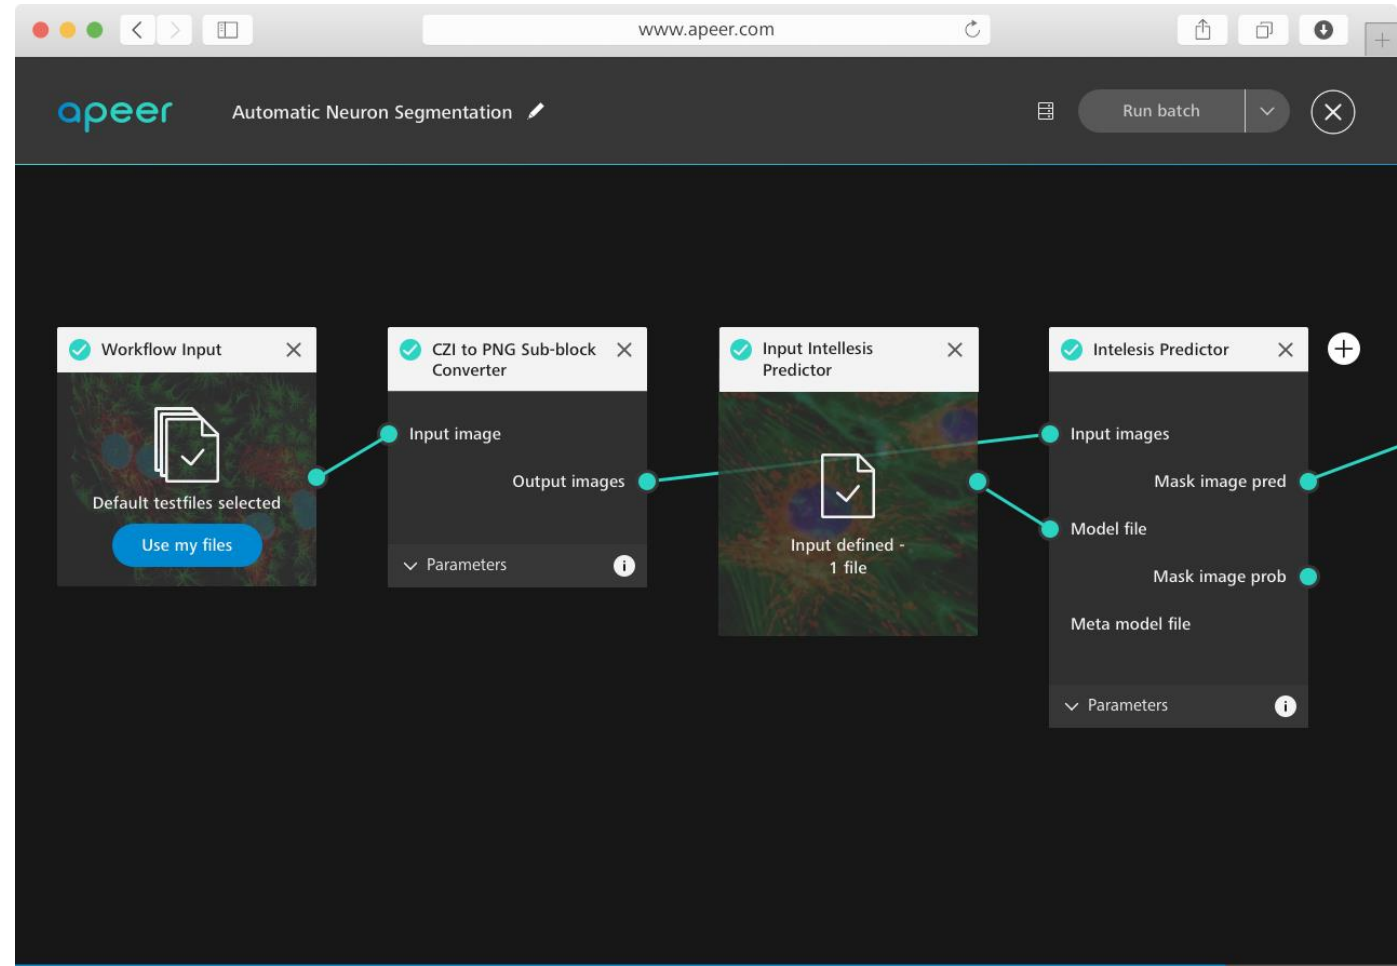 www.apeer.com
apeer
Automatic Neuron Segmentation
Run batch
Workflow Input
Default testfiles selected
Use my files
CZI to PNG Sub-block
Converter
Input image
Output images
Parameters
i
Input Intellesis
Predictor
Input defined -
1 file
Intelesis Predictor
Input images
Mask image pred
Model file
Mask image prob
Meta model file
Parameters
i